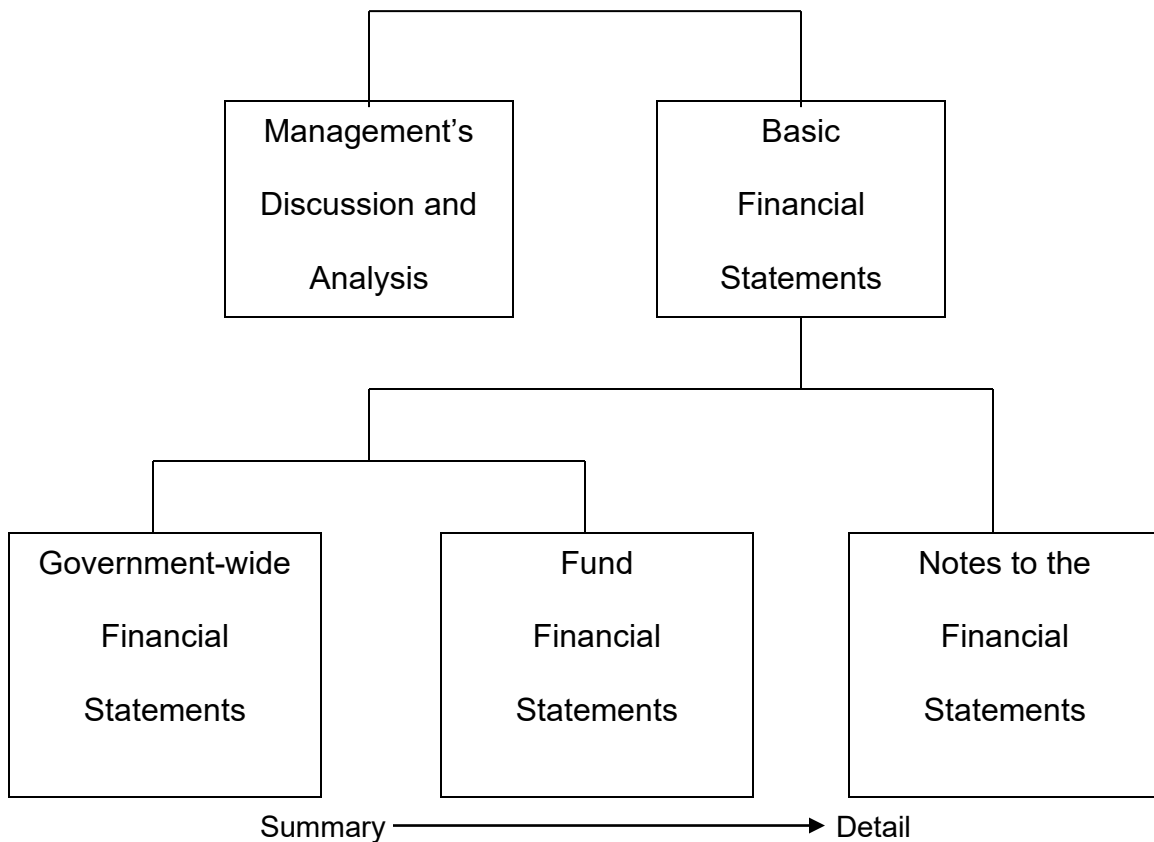 Management’s
Discussion and
Analysis
Basic
Financial
Statements
Government-wide
Financial
Statements
Fund
Financial
Statements
Notes to the
Financial
Statements
Summary
Detail